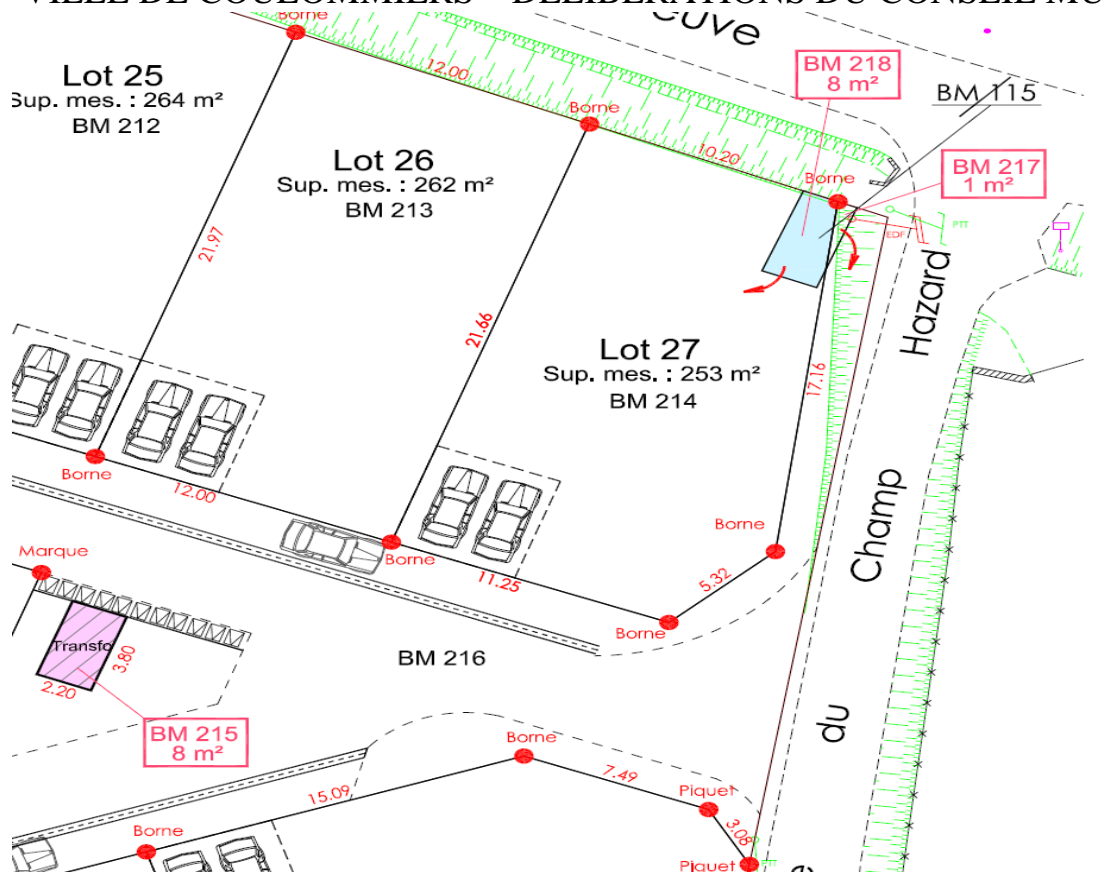 VILLE DE COULOMMIERS – DELIBERATIONS DU CONSEIL MU
Borne
euve
Lot 25
Sup. mes. : 264 m²
BM 212
12.00
BM 218
8 m²
BM 115
Borne
Lot 26
Sup. mes. : 262 m²
BM 213
10.20
Borne
BM 217
1 m²
PTT
EDF
21.97
21.66
Hazard
Lot 27
Sup. mes. : 253 m²
BM 214
17.16
Borne
12.00
Champ
Borne
Marque
Borne
11.25
5.32
Borne
Transfo
3.80
2.20
BM 216
du
BM 215
8 m²
Borne
7.49
15.09
Piquet
3.08
Borne
Piquet